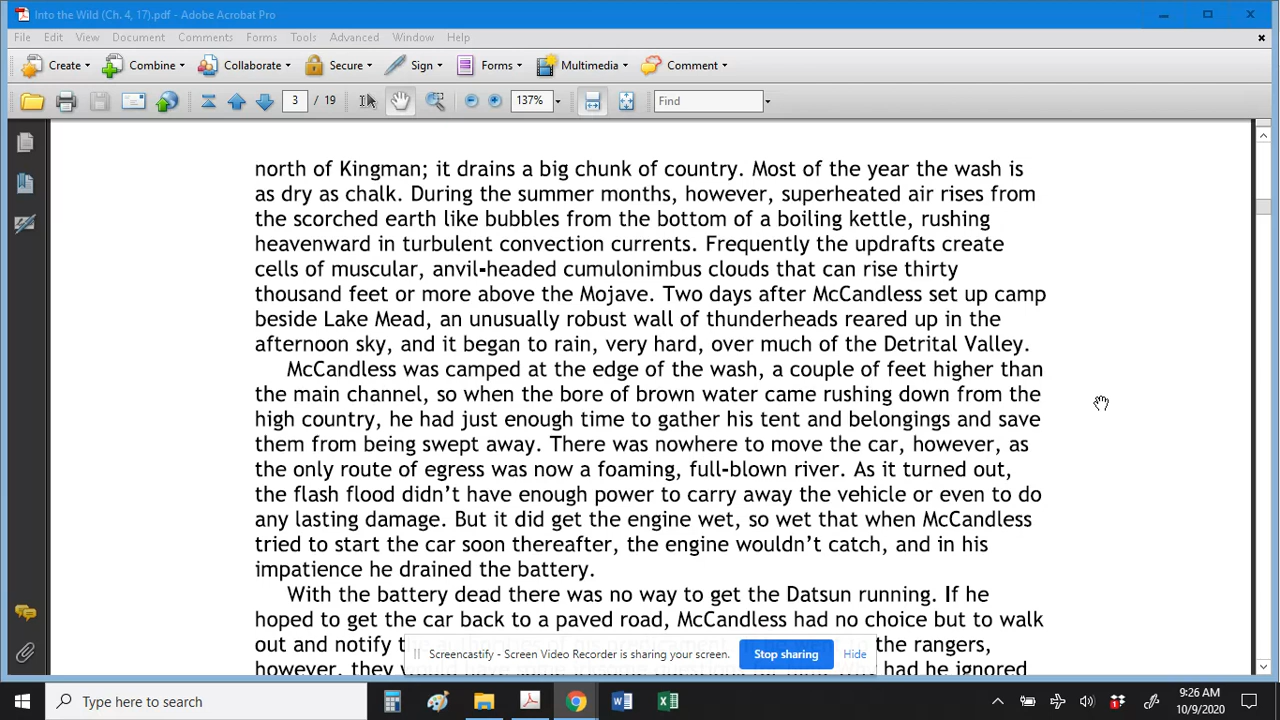 Into the Wild (Ch. 4, 17).pdf - Adobe Acrobat Pro
File Edit View Document Comments Forms Tools Advanced Window Help
Create Combine Collaborate Secure Sign Forms Multimedia Comment
3 / 19 137% Find
north of Kingman; it drains a big chunk of country. Most of the year the wash is
as dry as chalk. During the summer months, however, superheated air rises from
the scorched earth like bubbles from the bottom of a boiling kettle, rushing
heavenward in turbulent convection currents. Frequently the updrafts create
cells of muscular, anvil-headed cumulonimbus clouds that can rise thirty
thousand feet or more above the Mojave. Two days after McCandless set up camp
beside Lake Mead, an unusually robust wall of thunderheads reared up in the
afternoon sky, and it began to rain, very hard, over much of the Detrital Valley.
McCandless was camped at the edge of the wash, a couple of feet higher than
the main channel, so when the bore of brown water came rushing down from the
high country, he had just enough time to gather his tent and belongings and save
them from being swept away. There was nowhere to move the car, however, as
the only route of egress was now a foaming, full-blown river. As it turned out,
the flash flood didn't have enough power to carry away the vehicle or even to do
any lasting damage. But it did get the engine wet, so wet that when McCandless
tried to start the car soon thereafter, the engine wouldn't catch, and in his
impatience he drained the battery.
With the battery dead there was no way to get the Datsun running. If he
hoped to get the car back to a paved road, McCandless had no choice but to walk
out and notify the rangers,
however, they had he ignored
Screencastify - Screen Video Recorder is sharing your screen. Stop sharing Hide
Type here to search
9:26 AM
10/9/2020